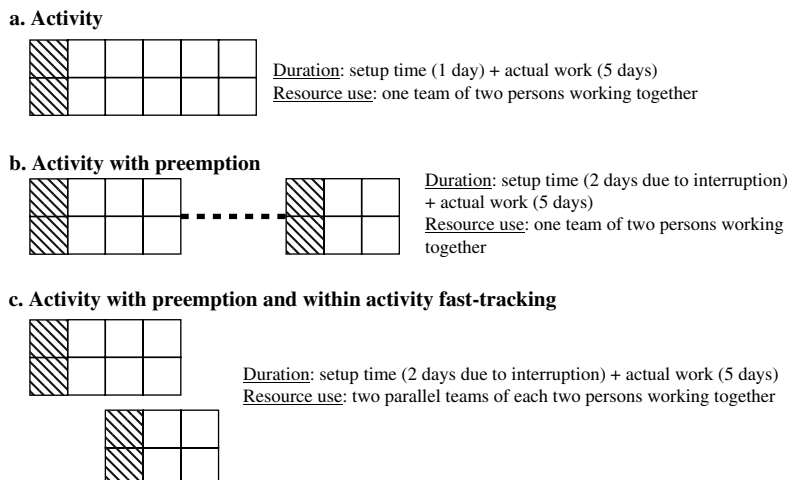 a. Activity
Duration: setup time (1 day) + actual work (5 days)
Resource use: one team of two persons working together
b. Activity with preemption
Duration: setup time (2 days due to interruption)
+ actual work (5 days)
Resource use: one team of two persons working
together
c. Activity with preemption and within activity fast-tracking
Duration: setup time (2 days due to interruption) + actual work (5 days)
Resource use: two parallel teams of each two persons working together